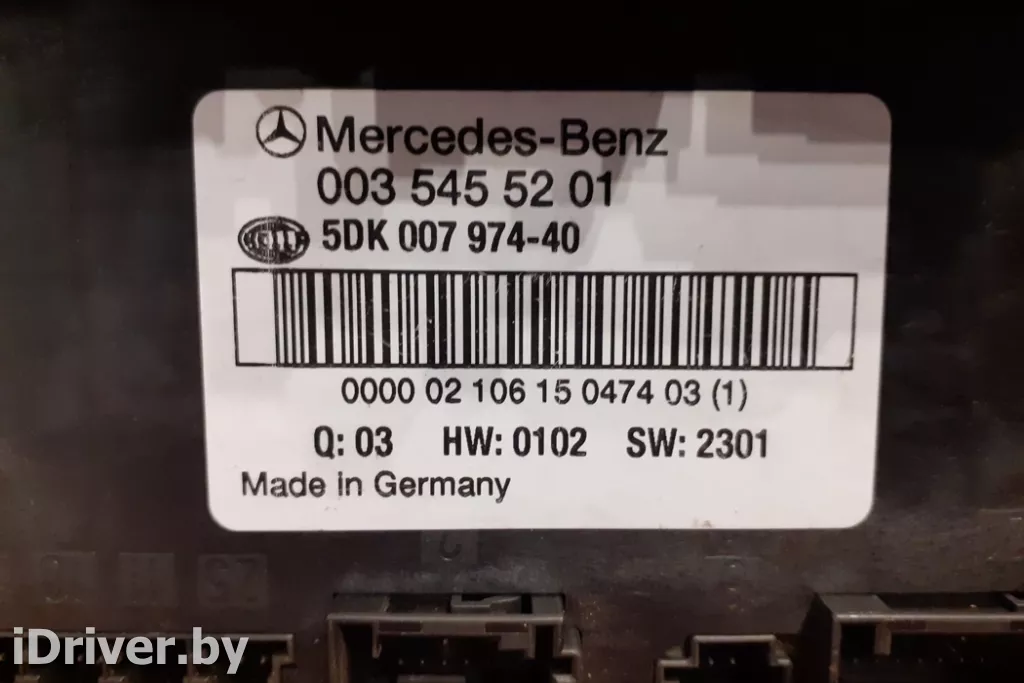 Mercedes-Benz
003 545 52 01
HELLA
5DK 007 974-40
0000 02 106 15 0474 03 (1)
Q: 03 HW: 0102 SW: 2301
Made in Germany
iDriver.by